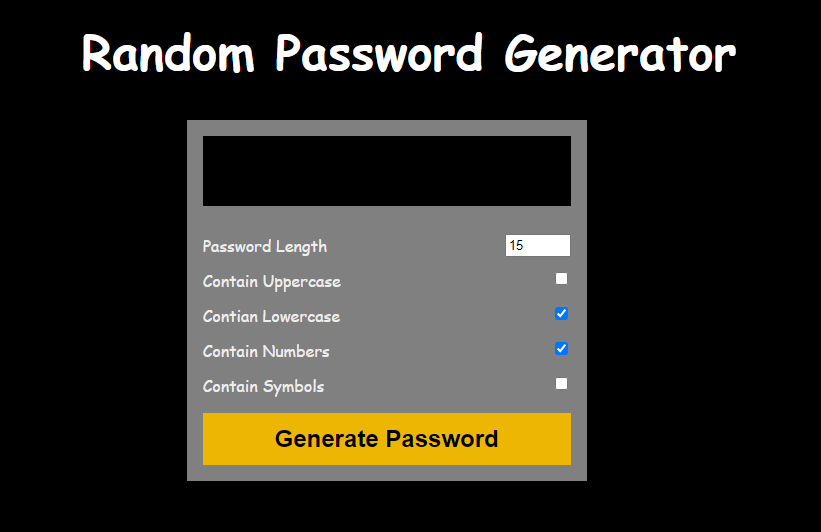 Random Password Generator
Password Length 15
Contain Uppercase
Contian Lowercase
Contain Numbers
Contain Symbols
Generate Password